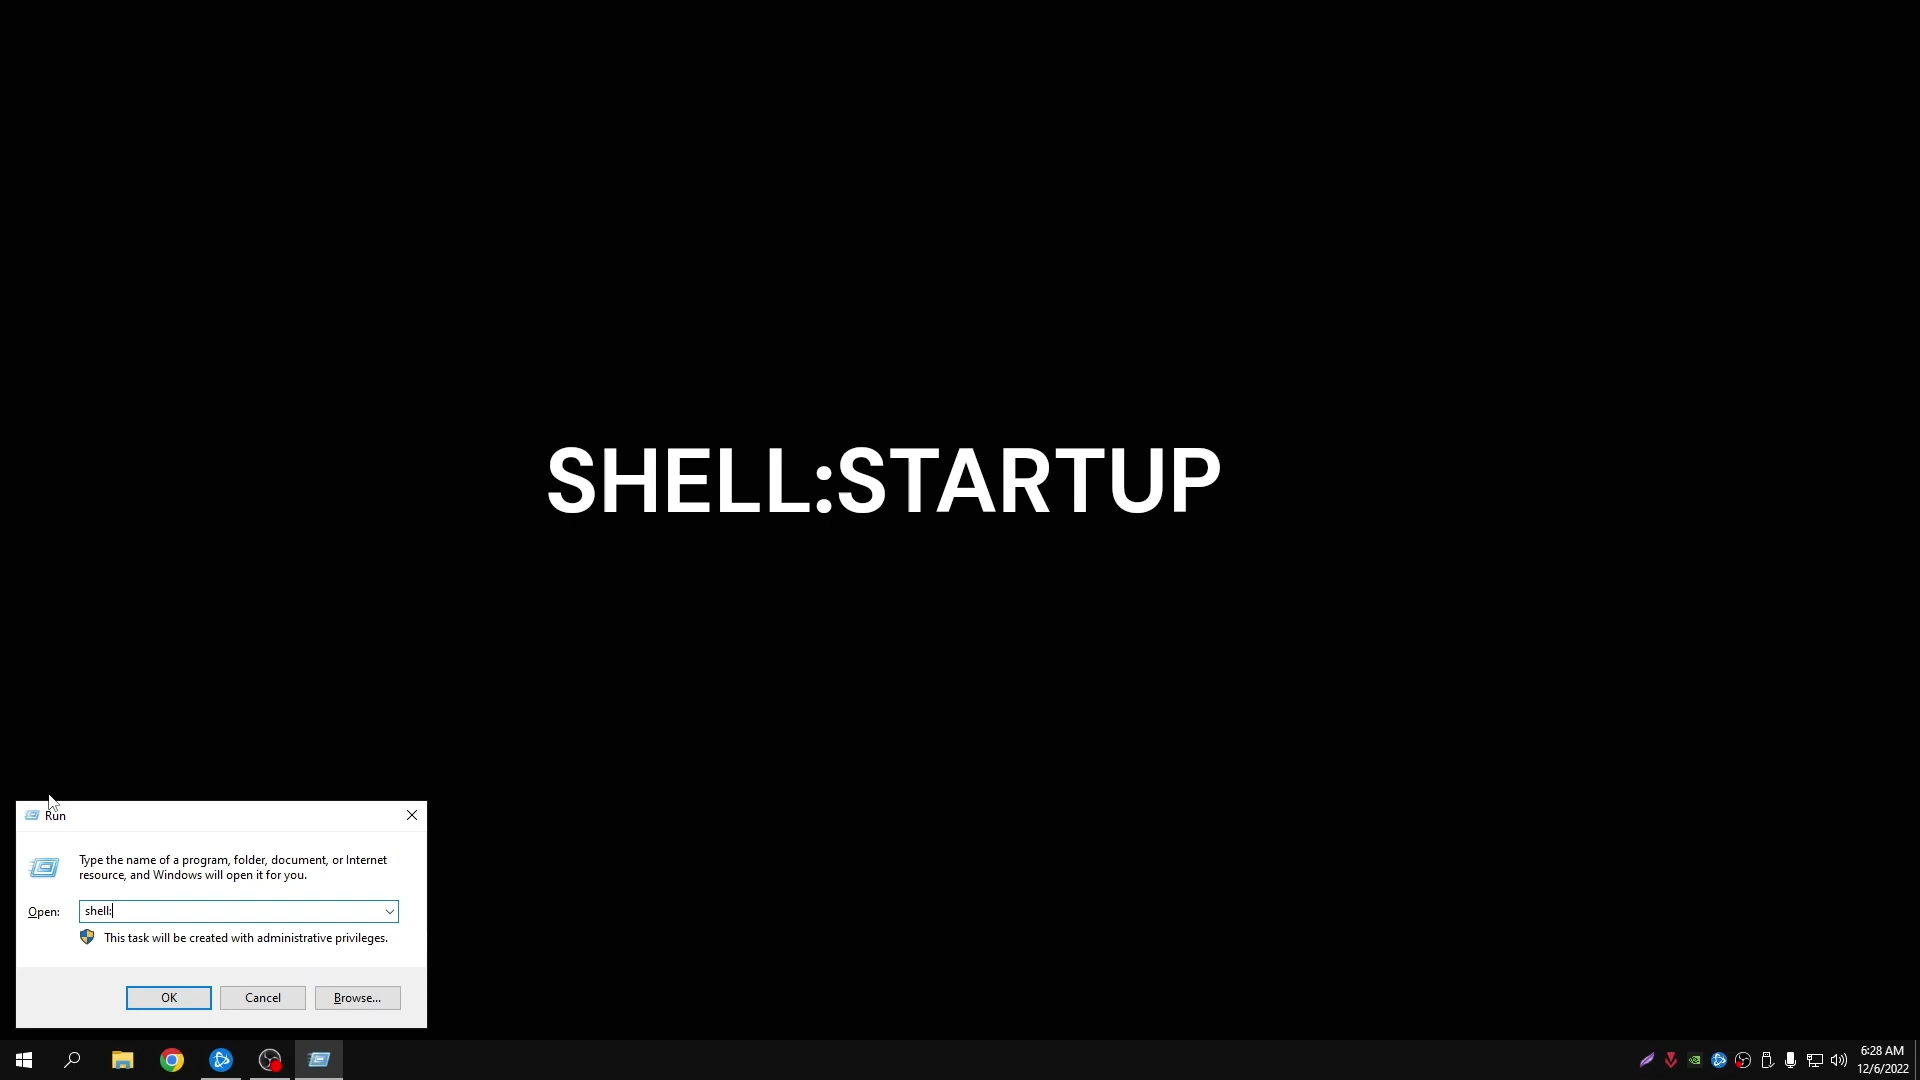 SHELL:STARTUP
Run
Type the name of a program, folder, document, or Internet
resource, and Windows will open it for you.
Open: shell:
This task will be created with administrative privileges.
OK Cancel Browse...
6:28 AM
12/6/2022